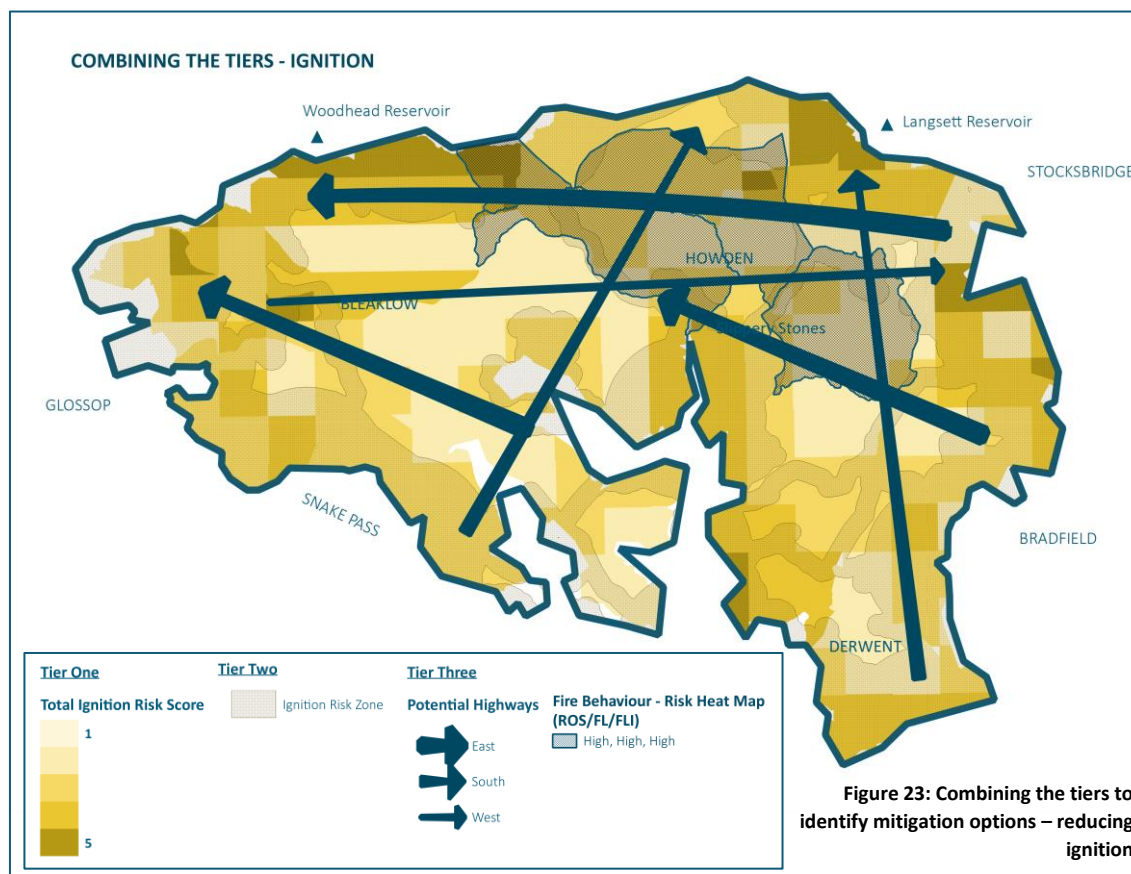 COMBINING THE TIERS - IGNITION
Woodhead Reservoir
Langsett Reservoir
STOCKSBRIDGE
HOWDEN
BLEAKLOW
Stones
GLOSSOP
SNAKE PASS
BRADFIELD
DERWENT
Tier One
Total Ignition Risk Score
1
5
Tier Two
Ignition Risk Zone
Tier Three
Potential Highways
East
South
West
Fire Behaviour - Risk Heat Map
(ROS/FL/FLI)
High, High, High
Figure 23: Combining the tiers to
identify mitigation options – reducing
ignition